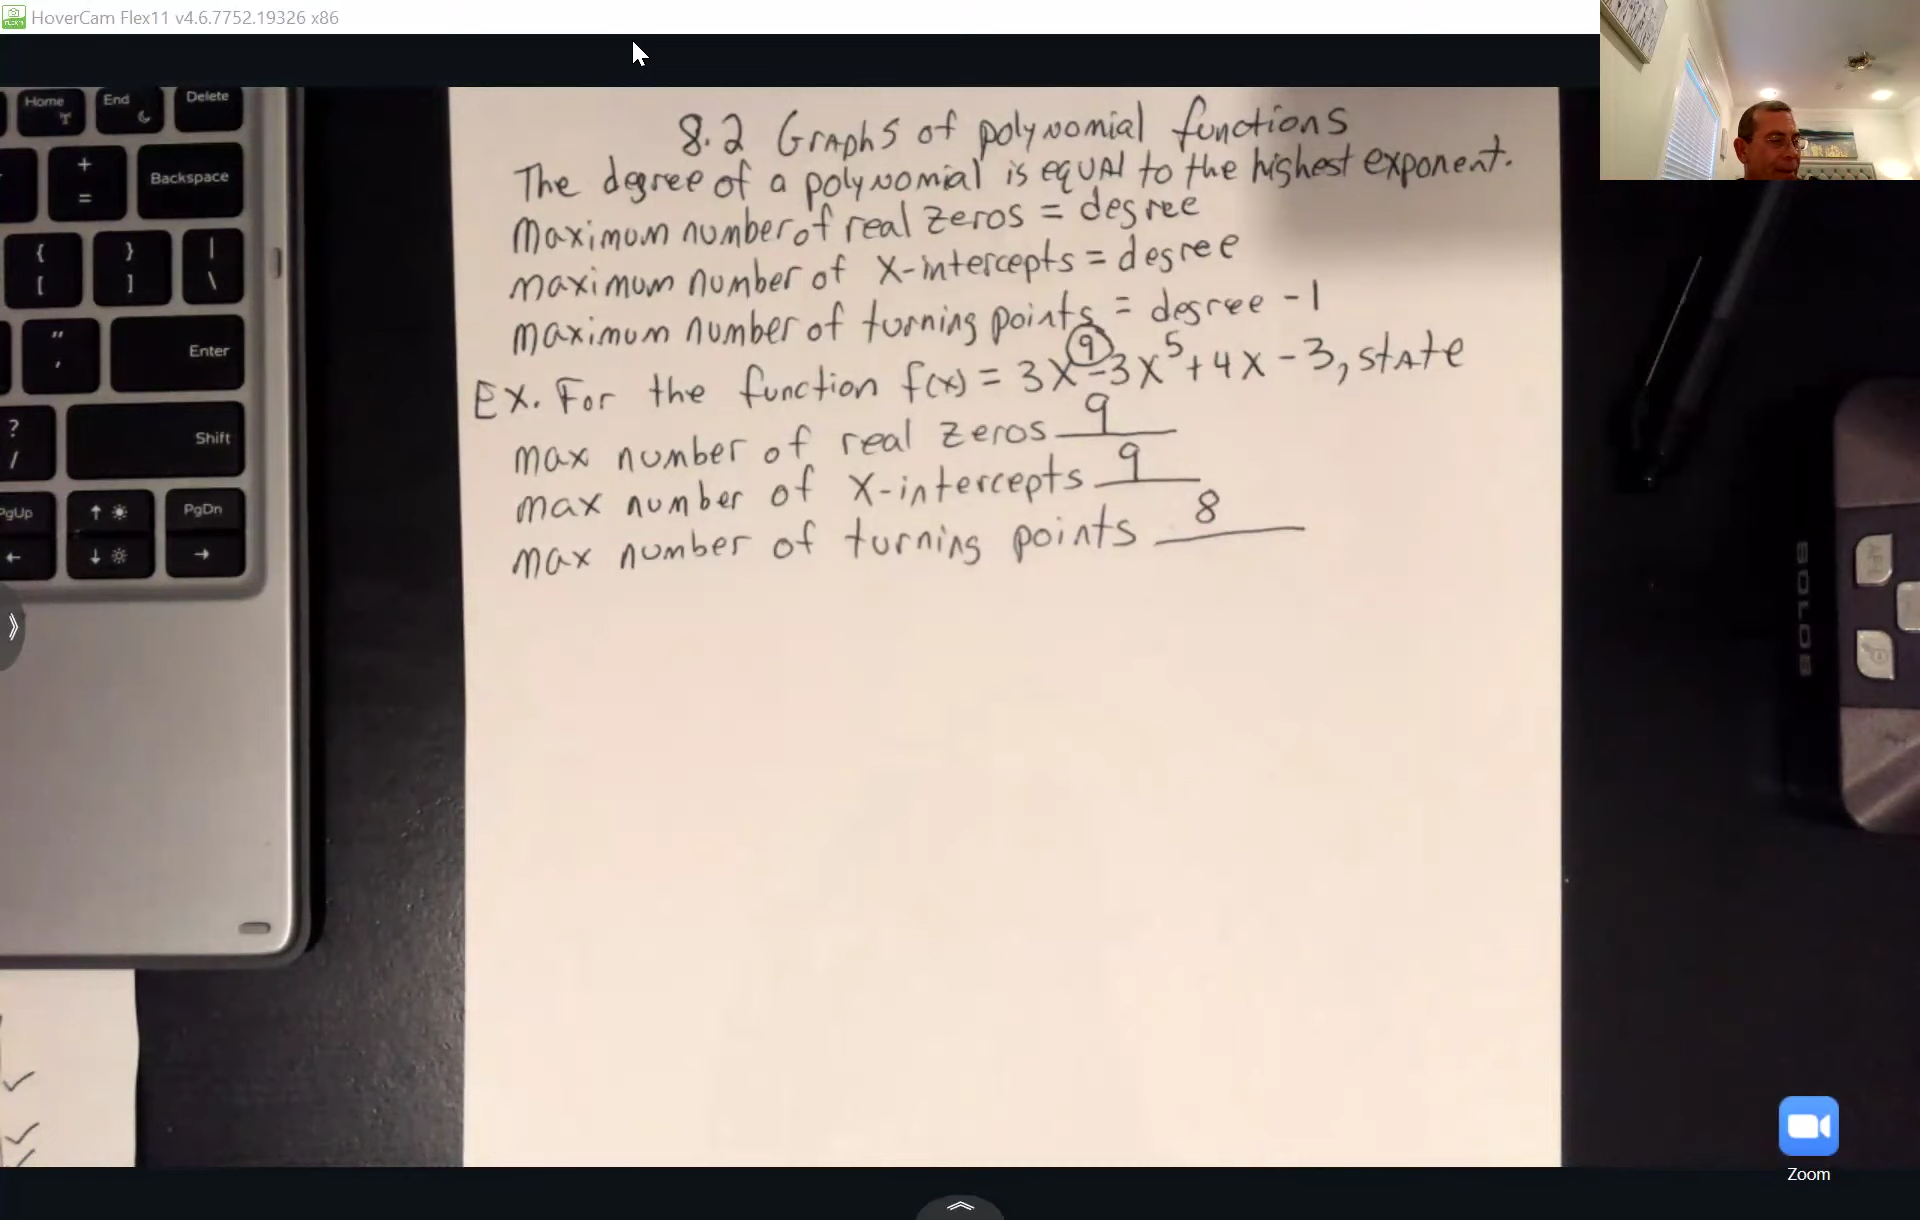 HoverCam Flex11 v4.6.7752.19326 x86
Home
End
Delete
+
=
Backspace
{
[
}
]
|
\
"
'
Enter
?
/
Shift
PgUp
PgDn
8.2 Graphs of polynomial functions
The degree of a polynomial is equal to the highest exponent.
Maximum number of real zeros = degree
maximum number of x-intercepts = degree
maximum number of turning points = degree -1
Ex. For the function f(x) = 3x⁹-3x⁵+4x-3, state
max number of real zeros 9
max number of x-intercepts 9
max number of turning points 8
Zoom